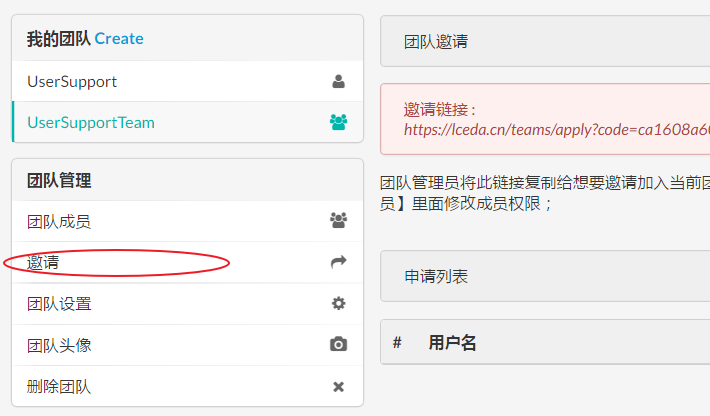 我的团队 Create
UserSupport
UserSupportTeam
团队管理
团队成员
邀请
团队设置
团队头像
删除团队
团队邀请
邀请链接：
https://lceda.cn/teams/apply?code=ca1608a60
团队管理员将此链接复制给想要邀请加入当前团
员】里面修改成员权限；
申请列表
# 用户名